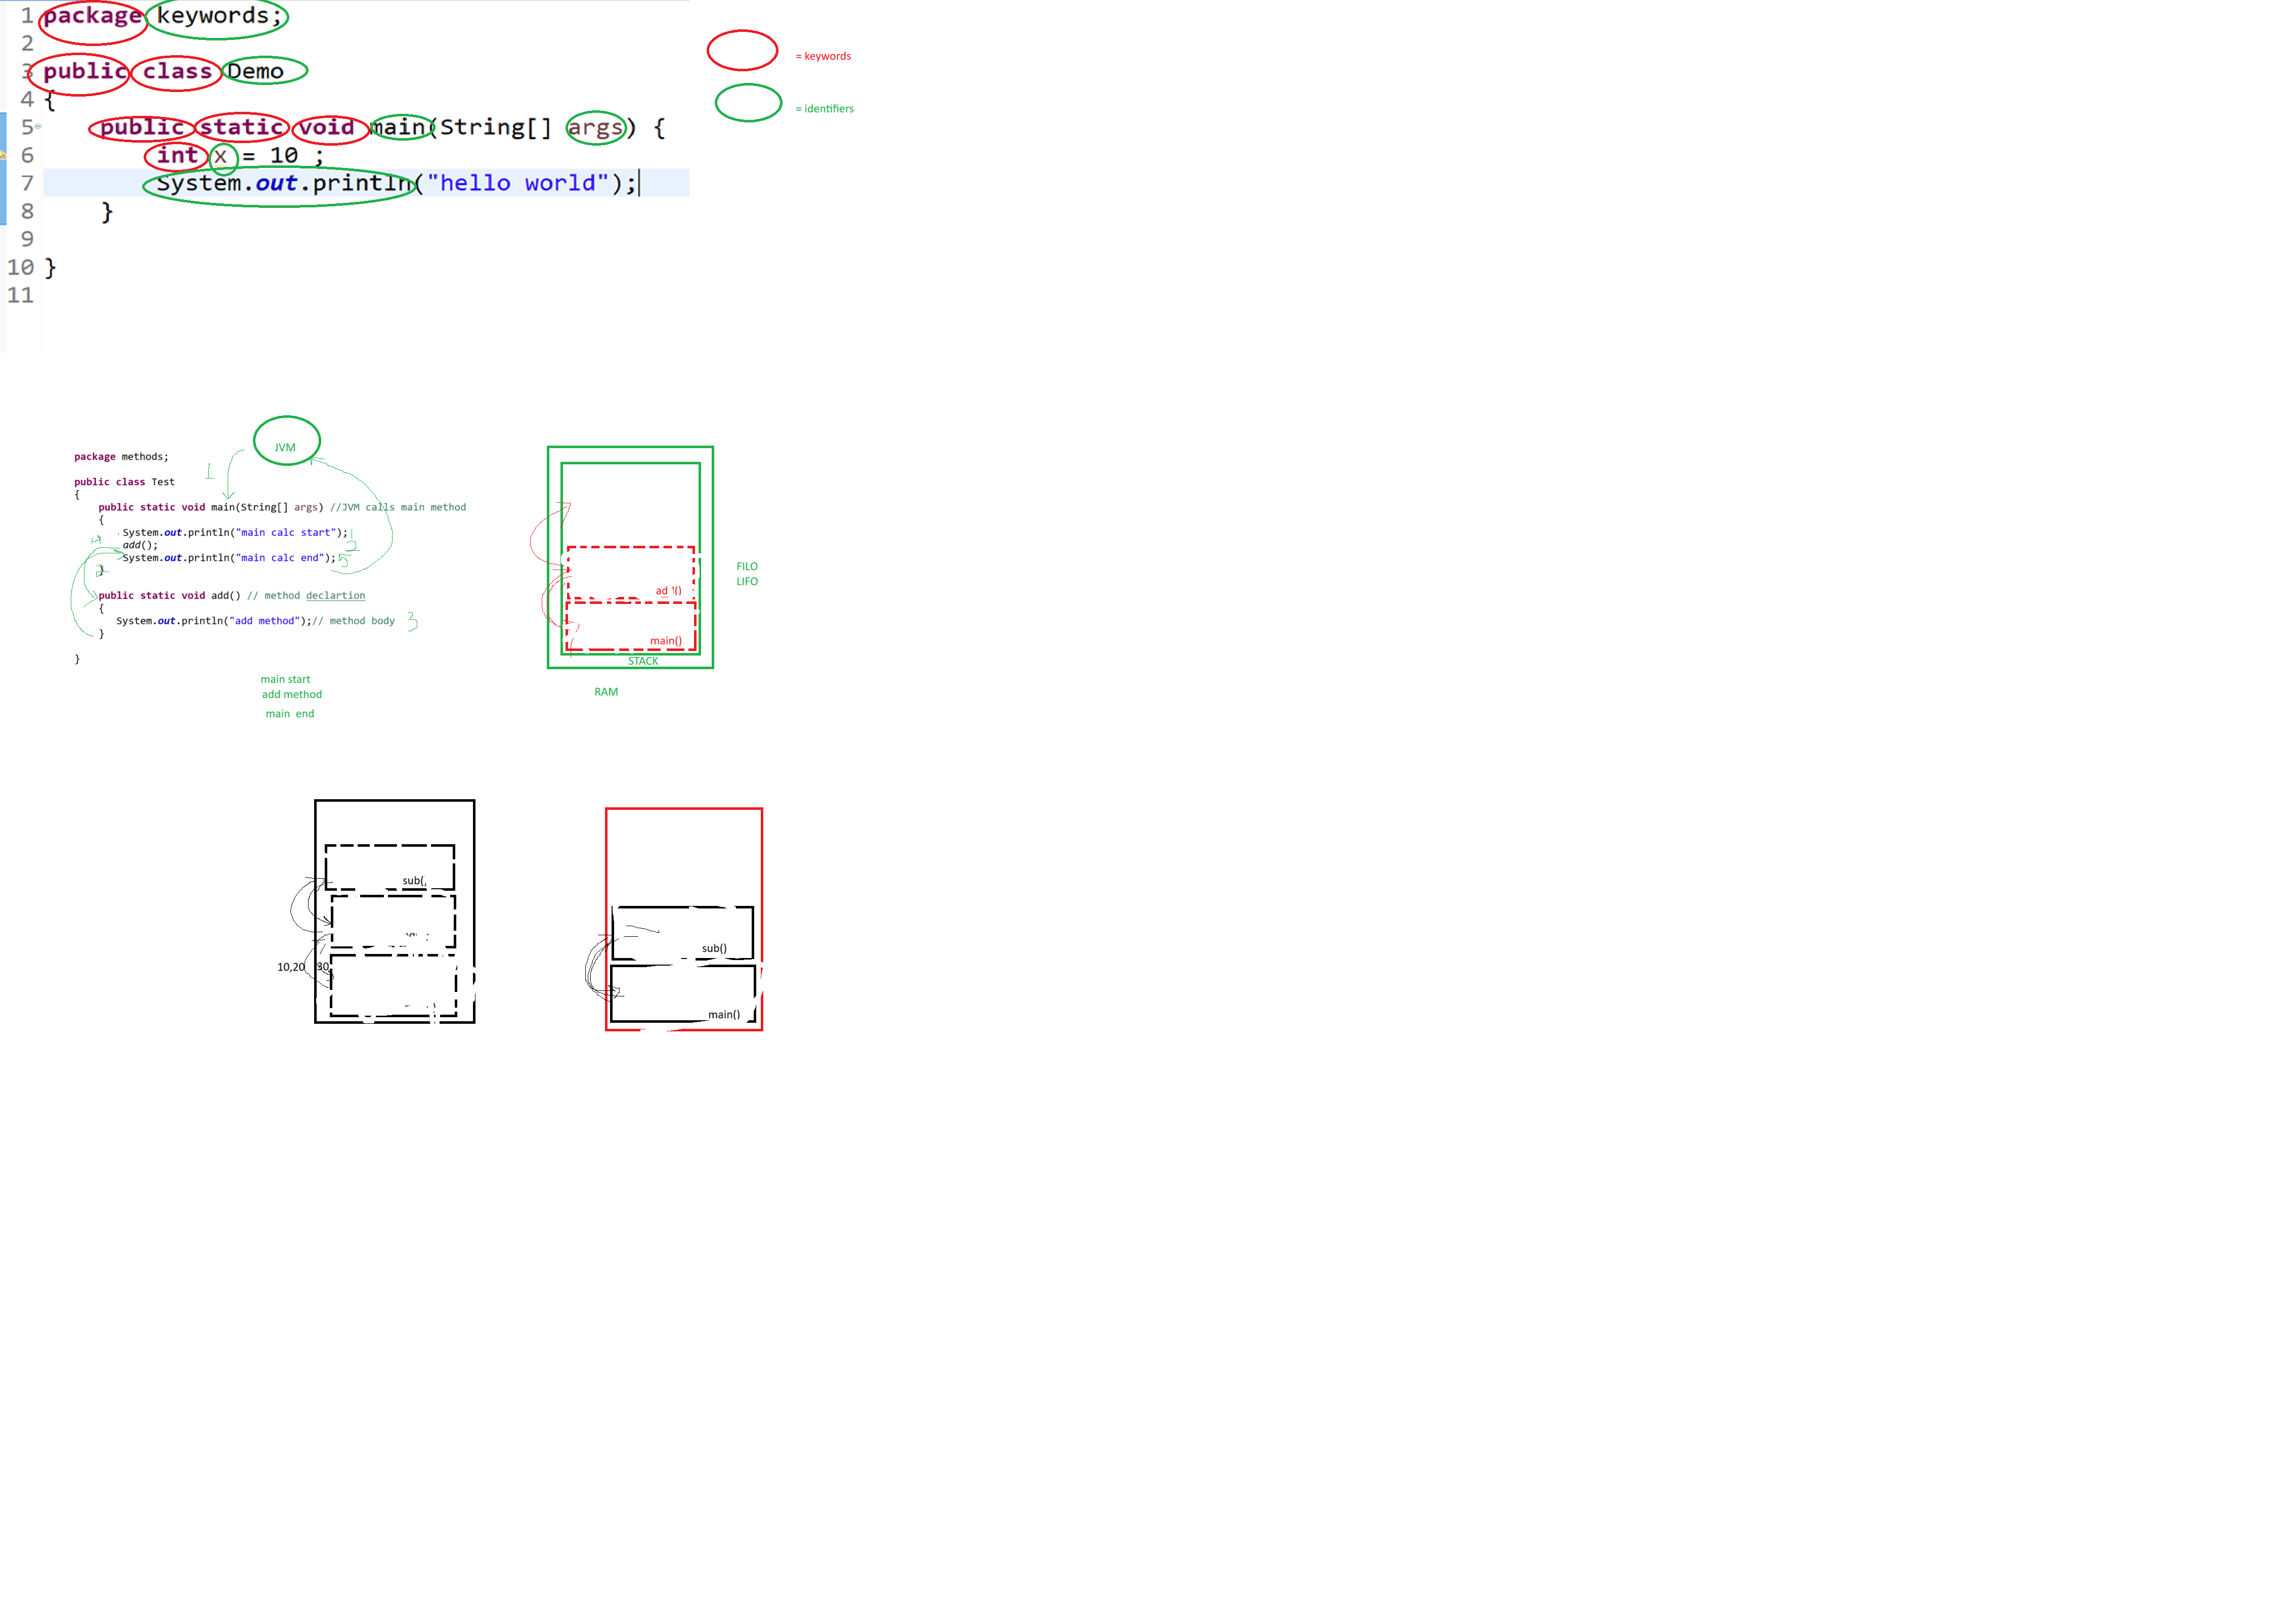 1 package keywords;
2
3 public class Demo
4 {
5 public static void main(String[] args) {
6 int x = 10 ;
7 System.out.println("hello world");
8 }
9
10 }
11
= keywords
= identifiers
JVM
1
package methods;
public class Test
{
public static void main(String[] args) //JVM calls main method
{
System.out.println("main calc start"); 1
4 add(); 2
System.out.println("main calc end"); 5
}
public static void add() // method declartion
{
System.out.println("add method");// method body 3
}
}
main start
add method
main end
FILO
LIFO
main()
STACK
RAM
sub(
10,20
sub()
main()